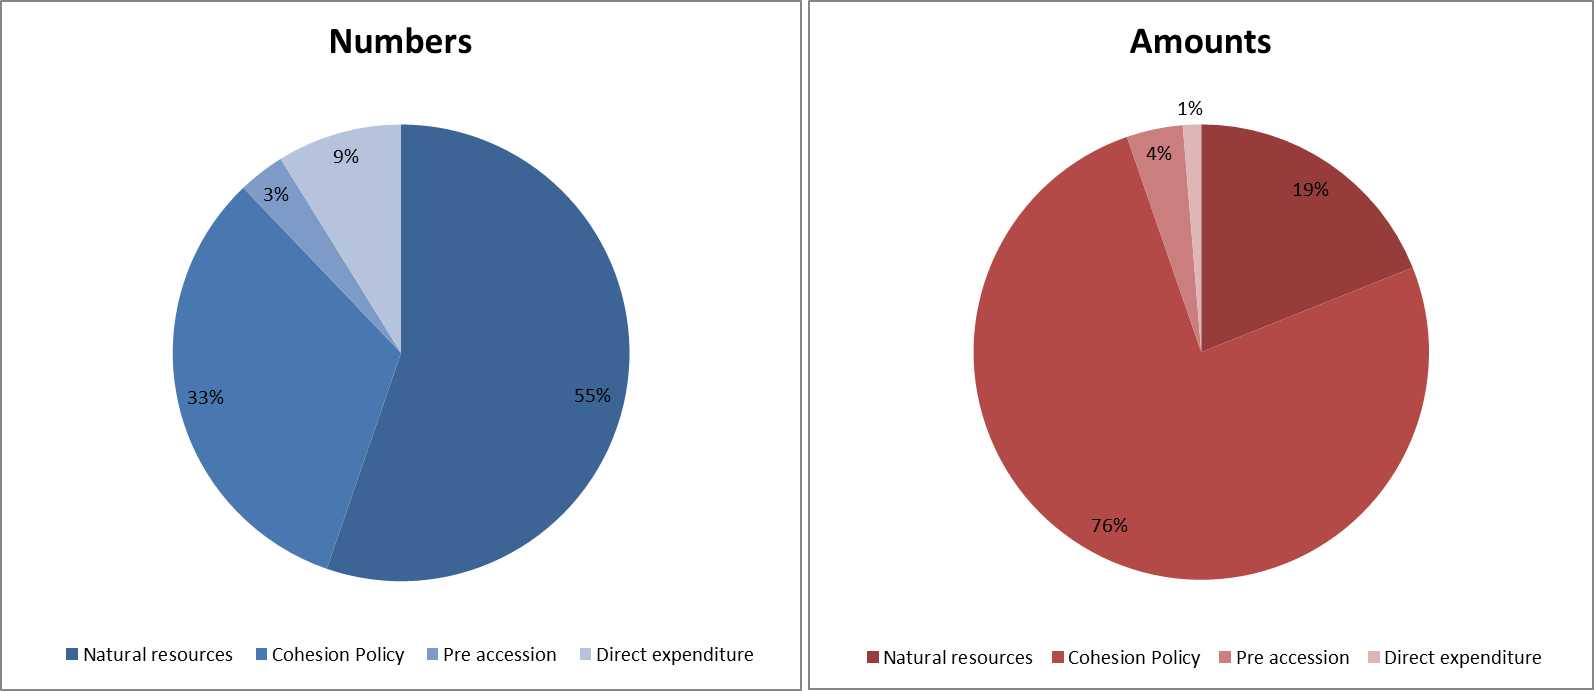 Numbers
9%
3%
33%
55%
Natural resources Cohesion Policy Pre accession Direct expenditure
Amounts
1%
4%
19%
76%
Natural resources Cohesion Policy Pre accession Direct expenditure